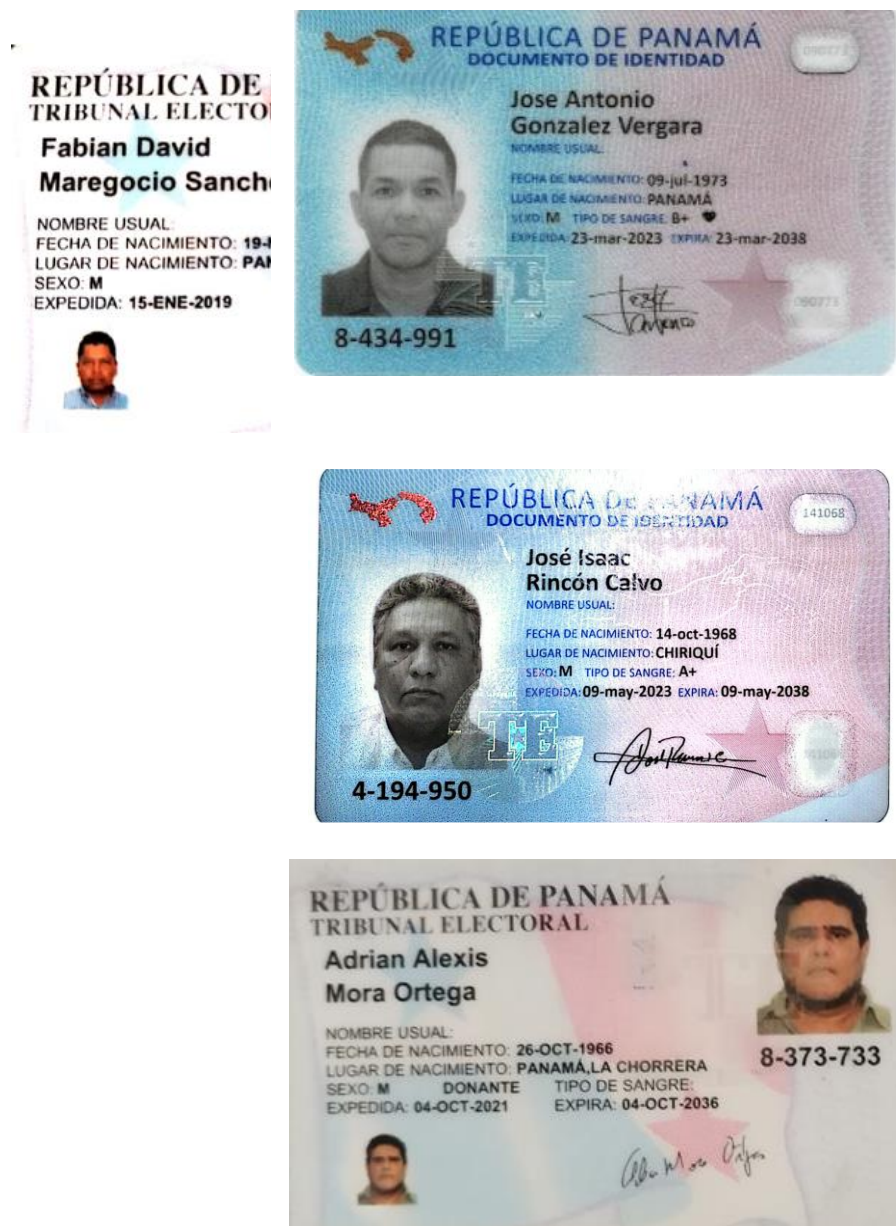 REPÚBLICA DE
TRIBUNAL ELECTO
Fabian David
Maregocio Sanch
NOMBRE USUAL:
FECHA DE NACIMIENTO: 19-
LUGAR DE NACIMIENTO: PAN
SEXO: M
EXPEDIDA: 15-ENE-2019
REPÚBLICA DE PANAMÁ
DOCUMENTO DE IDENTIDAD
090773
Jose Antonio
Gonzalez Vergara
NOMBRE USUAL:
FECHA DE NACIMIENTO: 09-jul-1973
LUGAR DE NACIMIENTO: PANAMÁ
SEXO: M TIPO DE SANGRE: B+
EXPEDIDA: 23-mar-2023 EXPIRA: 23-mar-2038
TE
090773
8-434-991
REPÚBLICA DE PANAMÁ
DOCUMENTO DE IDENTIDAD
141068
José Isaac
Rincón Calvo
NOMBRE USUAL:
FECHA DE NACIMIENTO: 14-oct-1968
LUGAR DE NACIMIENTO: CHIRIQUÍ
SEXO: M TIPO DE SANGRE: A+
EXPEDIDA: 09-may-2023 EXPIRA: 09-may-2038
TE
4-194-950
REPÚBLICA DE PANAMÁ
TRIBUNAL ELECTORAL
Adrian Alexis
Mora Ortega
NOMBRE USUAL:
FECHA DE NACIMIENTO: 26-OCT-1966
LUGAR DE NACIMIENTO: PANAMÁ,LA CHORRERA
SEXO: M DONANTE TIPO DE SANGRE:
EXPEDIDA: 04-OCT-2021 EXPIRA: 04-OCT-2036
8-373-733